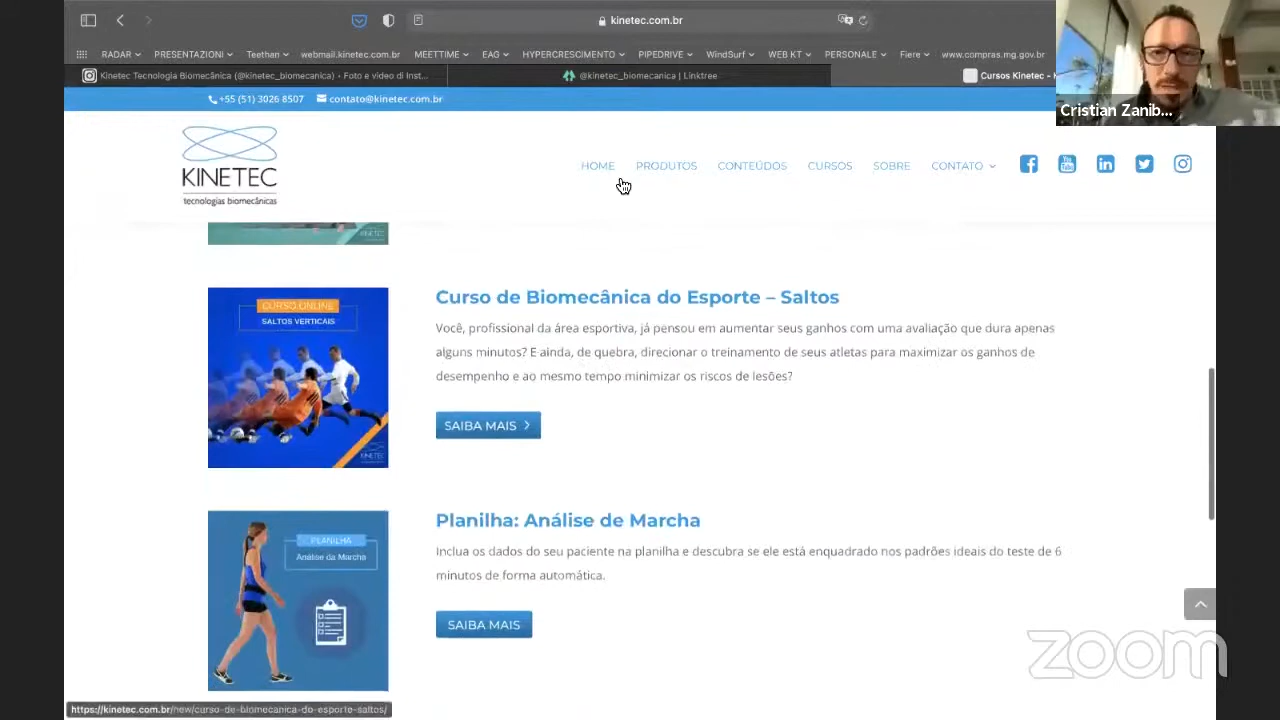 kinetec.com.br
RADAR PRESENTAZIONI Teethan webmail.kinetec.com.br MEETTIME EAG HYPERCRESCIMENTO PIPEDRIVE WindSurf WEB KT PERSONALE Fiere www.compras.mg.gov.br
Kinetec Tecnologia Biomecânica (@kinetec_biomecanica) • Foto e video di Inst...
@kinetec_biomecanica | Linktree
Cursos Kinetec -
Cristian Zanib...
+55 (51) 3026 8507 contato@kinetec.com.br
KINETEC
tecnologias biomecânicas
HOME PRODUTOS CONTEÚDOS CURSOS SOBRE CONTATO
You
Tube
in
KINETEC
CURSO ONLINE
SALTOS VERTICAIS
KINETEC
Curso de Biomecânica do Esporte – Saltos
Você, profissional da área esportiva, já pensou em aumentar seus ganhos com uma avaliação que dura apenas
alguns minutos? E ainda, de quebra, direcionar o treinamento de seus atletas para maximizar os ganhos de
desempenho e ao mesmo tempo minimizar os riscos de lesões?
SAIBA MAIS
PLANILHA
Análise da Marcha
Planilha: Análise de Marcha
Inclua os dados do seu paciente na planilha e descubra se ele está enquadrado nos padrões ideais do teste de 6
minutos de forma automática.
SAIBA MAIS
zoom
https://kinetec.com.br/new/curso-de-biomecanica-do-esporte-saltos/